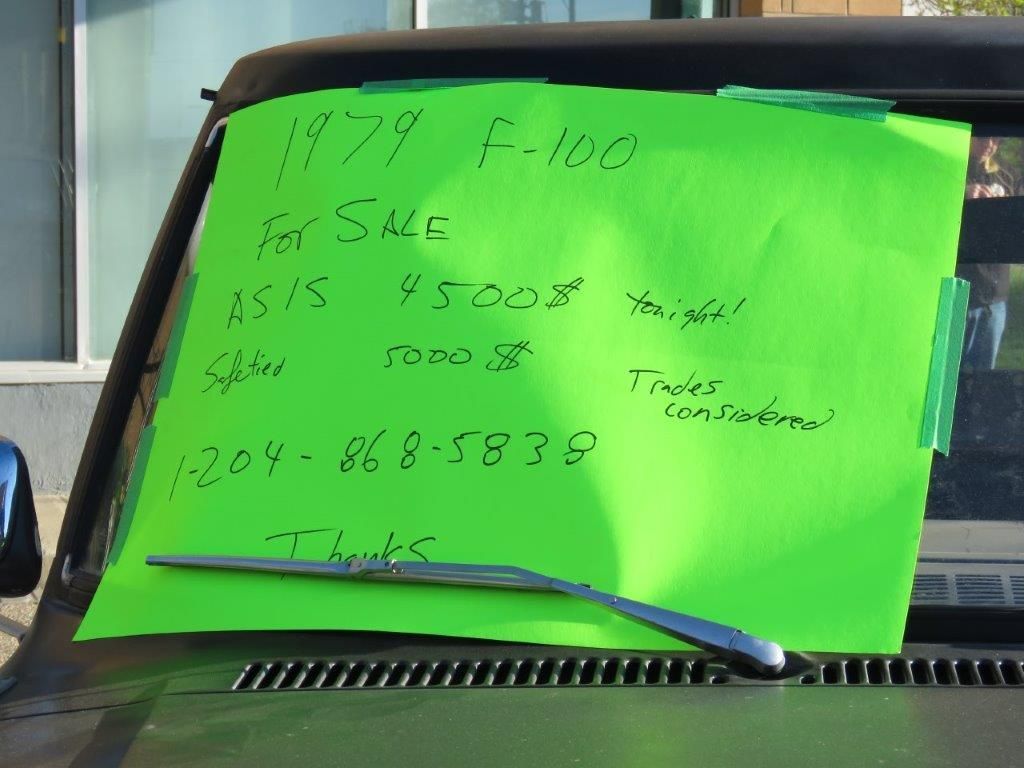 1979 F-100
For SALE
AS IS 4500$ tonight!
Safetied 5000 $
Trades
considered
1-204-868-5838
Thanks